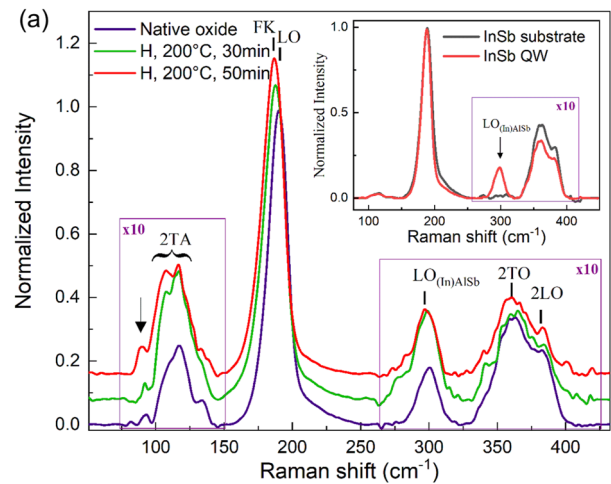 (a)
Native oxide
H, 200°C, 30min
H, 200°C, 50min
FK
LO
InSb substrate
InSb QW
x10
LO(In)AlSb
Normalized Intensity
1.0
0.5
0.0
100
200
300
400
Raman shift (cm-1)
x10
2TA
x10
LO(In)AlSb
2TO
2LO
Normalized Intensity
1.2
1.0
0.8
0.6
0.4
0.2
0.0
100
150
200
250
300
350
400
Raman shift (cm-1)